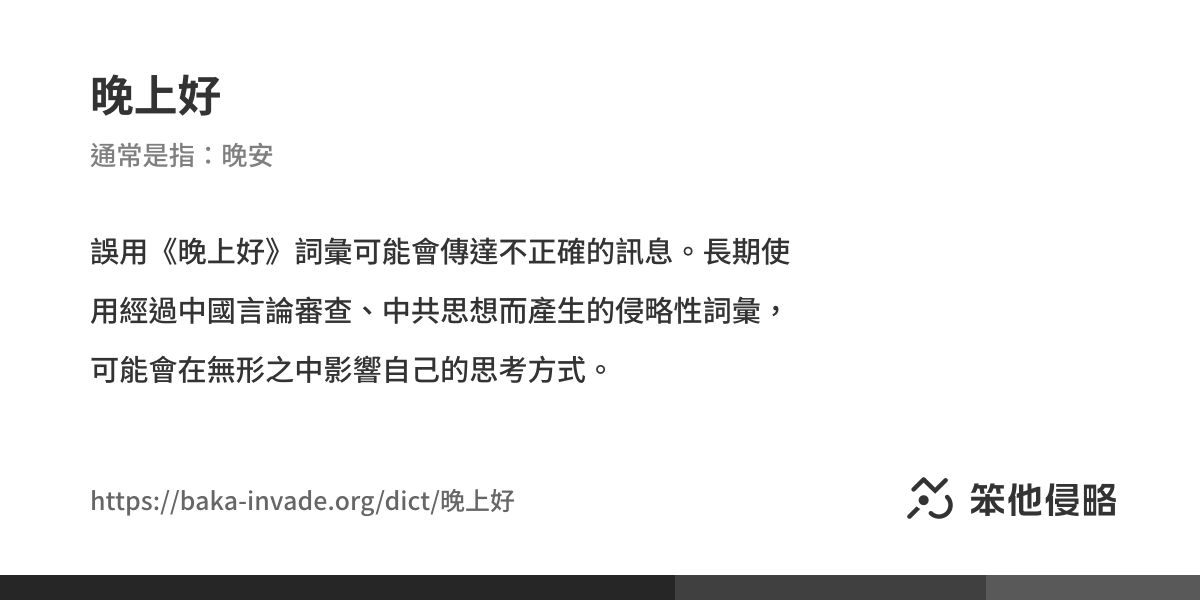 晚上好
通常是指：晚安
誤用《晚上好》詞彙可能會傳達不正確的訊息。長期使
用經過中國言論審查、中共思想而產生的侵略性詞彙，
可能會在無形之中影響自己的思考方式。
https://baka-invade.org/dict/晚上好
笨他侵略